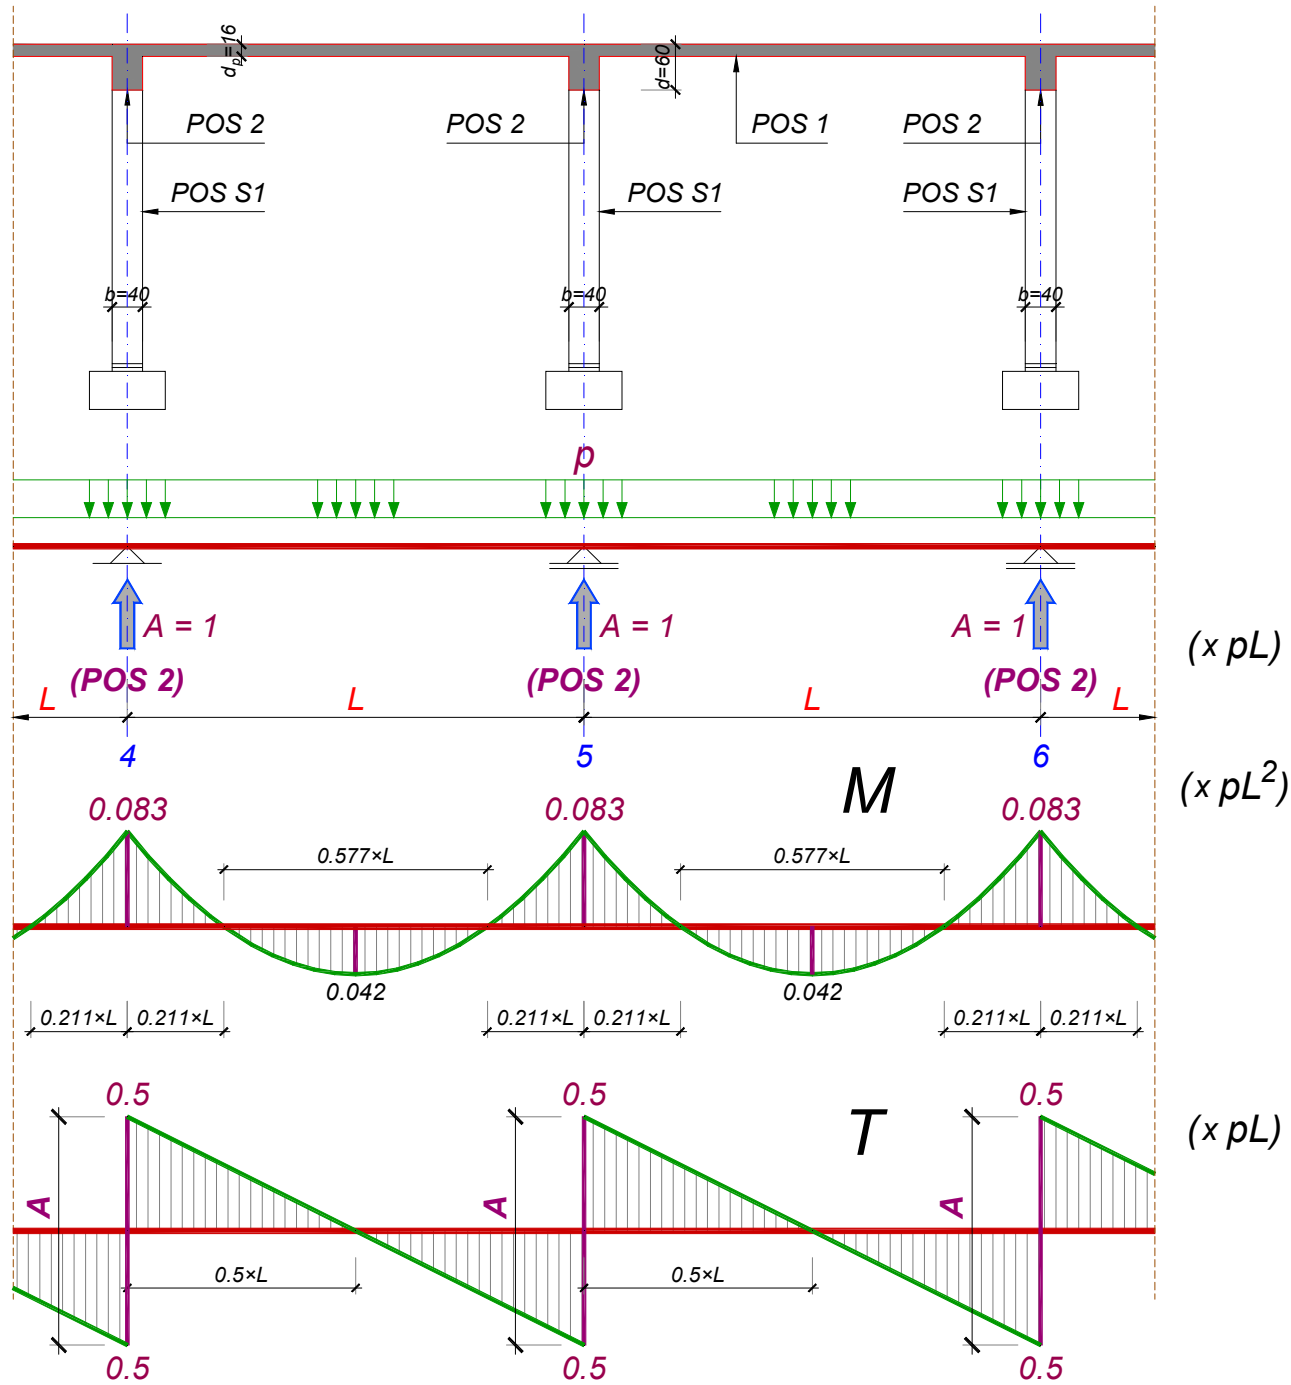 dp=16
d=60
POS 2
POS 2
POS 1
POS 2
POS S1
POS S1
POS S1
b=40
b=40
b=40
p
A = 1
A = 1
A = 1
(x pL)
(POS 2)
(POS 2)
(POS 2)
L
L
L
L
4
5
6
M
(x pL²)
0.083
0.083
0.083
0.577×L
0.577×L
0.042
0.042
0.211×L
0.211×L
0.211×L
0.211×L
0.211×L
0.211×L
0.5
0.5
0.5
T
(x pL)
A
A
A
0.5×L
0.5×L
0.5
0.5
0.5